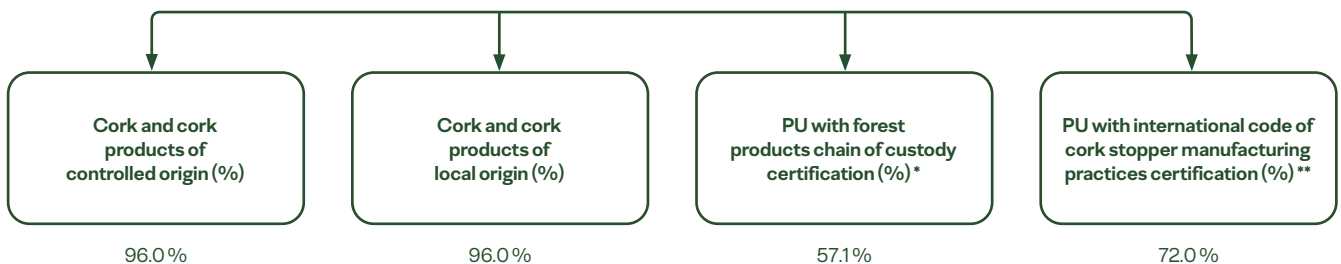 Cork and cork
products of
controlled origin (%)
Cork and cork
products of
local origin (%)
PU with forest
products chain of custody
certification (%) *
PU with international code of
cork stopper manufacturing
practices certification (%) **
96.0 %
96.0 %
57.1 %
72.0 %